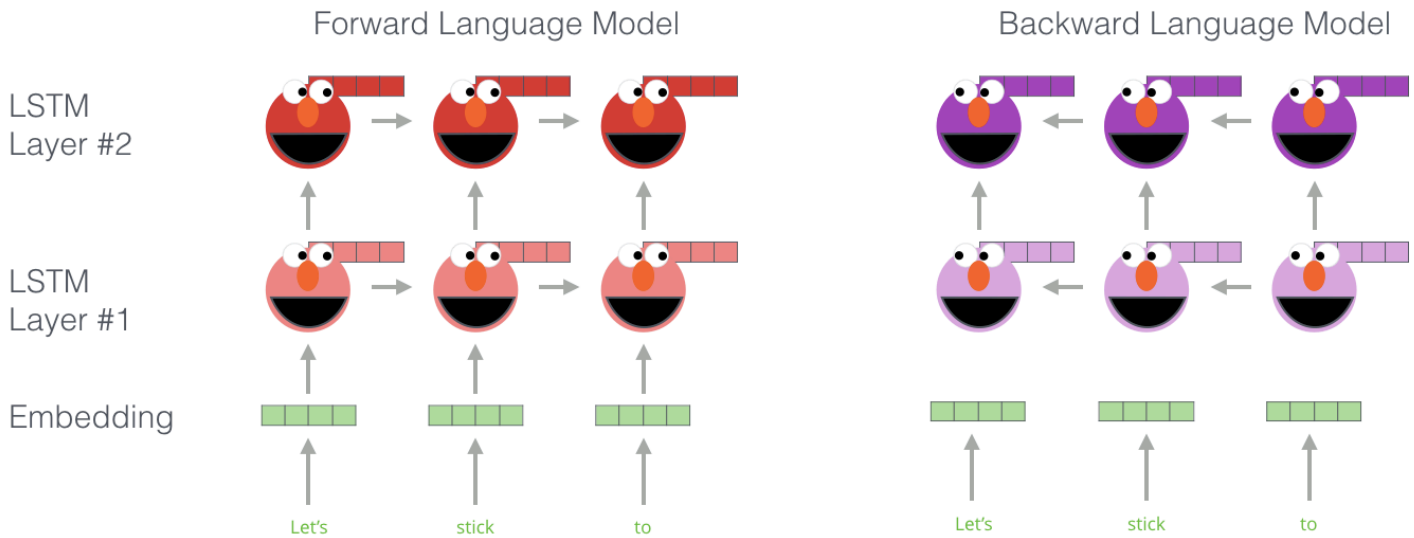 Forward Language Model
Backward Language Model
LSTM
Layer #2
LSTM
Layer #1
Embedding
Let's
stick
to
Let's
stick
to